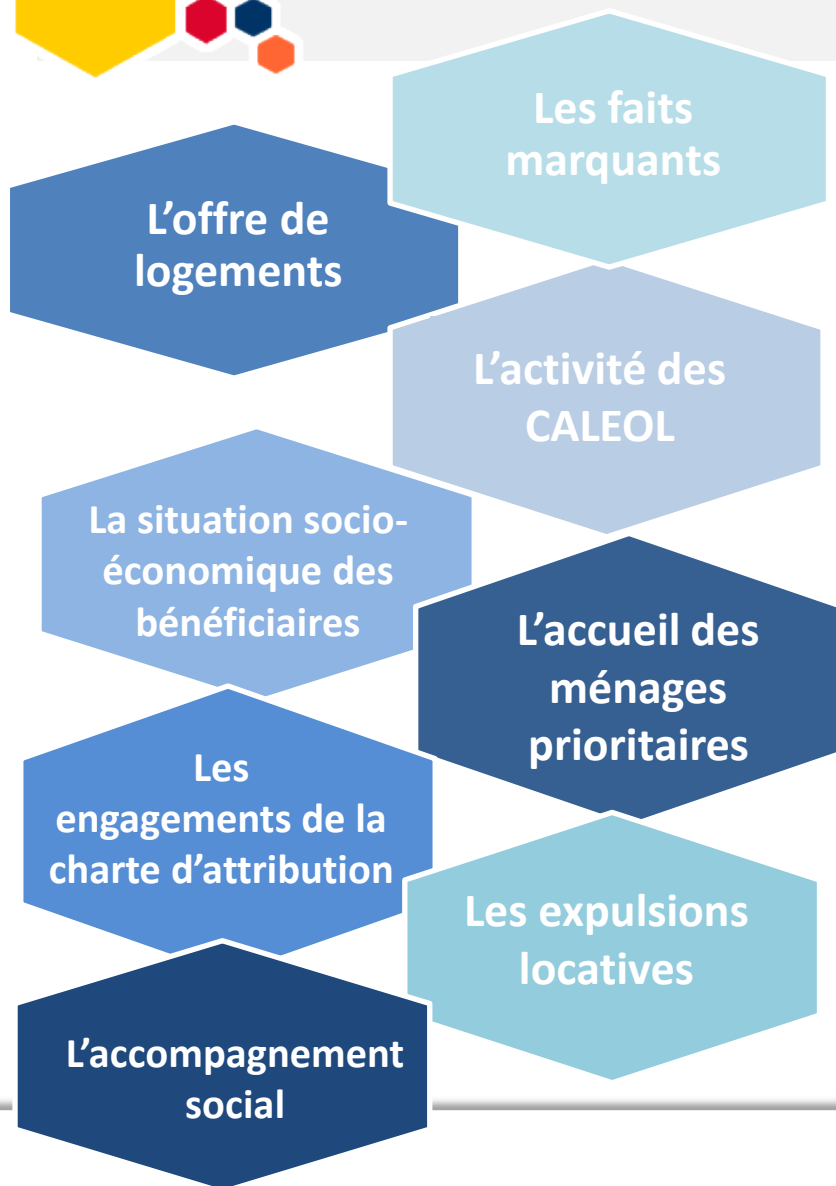 Les faits
marquants
L'offre de
logements
L'activité des
CALEOL
La situation socio-
économique des
bénéficiaires
L'accueil des
ménages
prioritaires
Les
engagements de la
charte d'attribution
Les expulsions
locatives
L'accompagnement
social